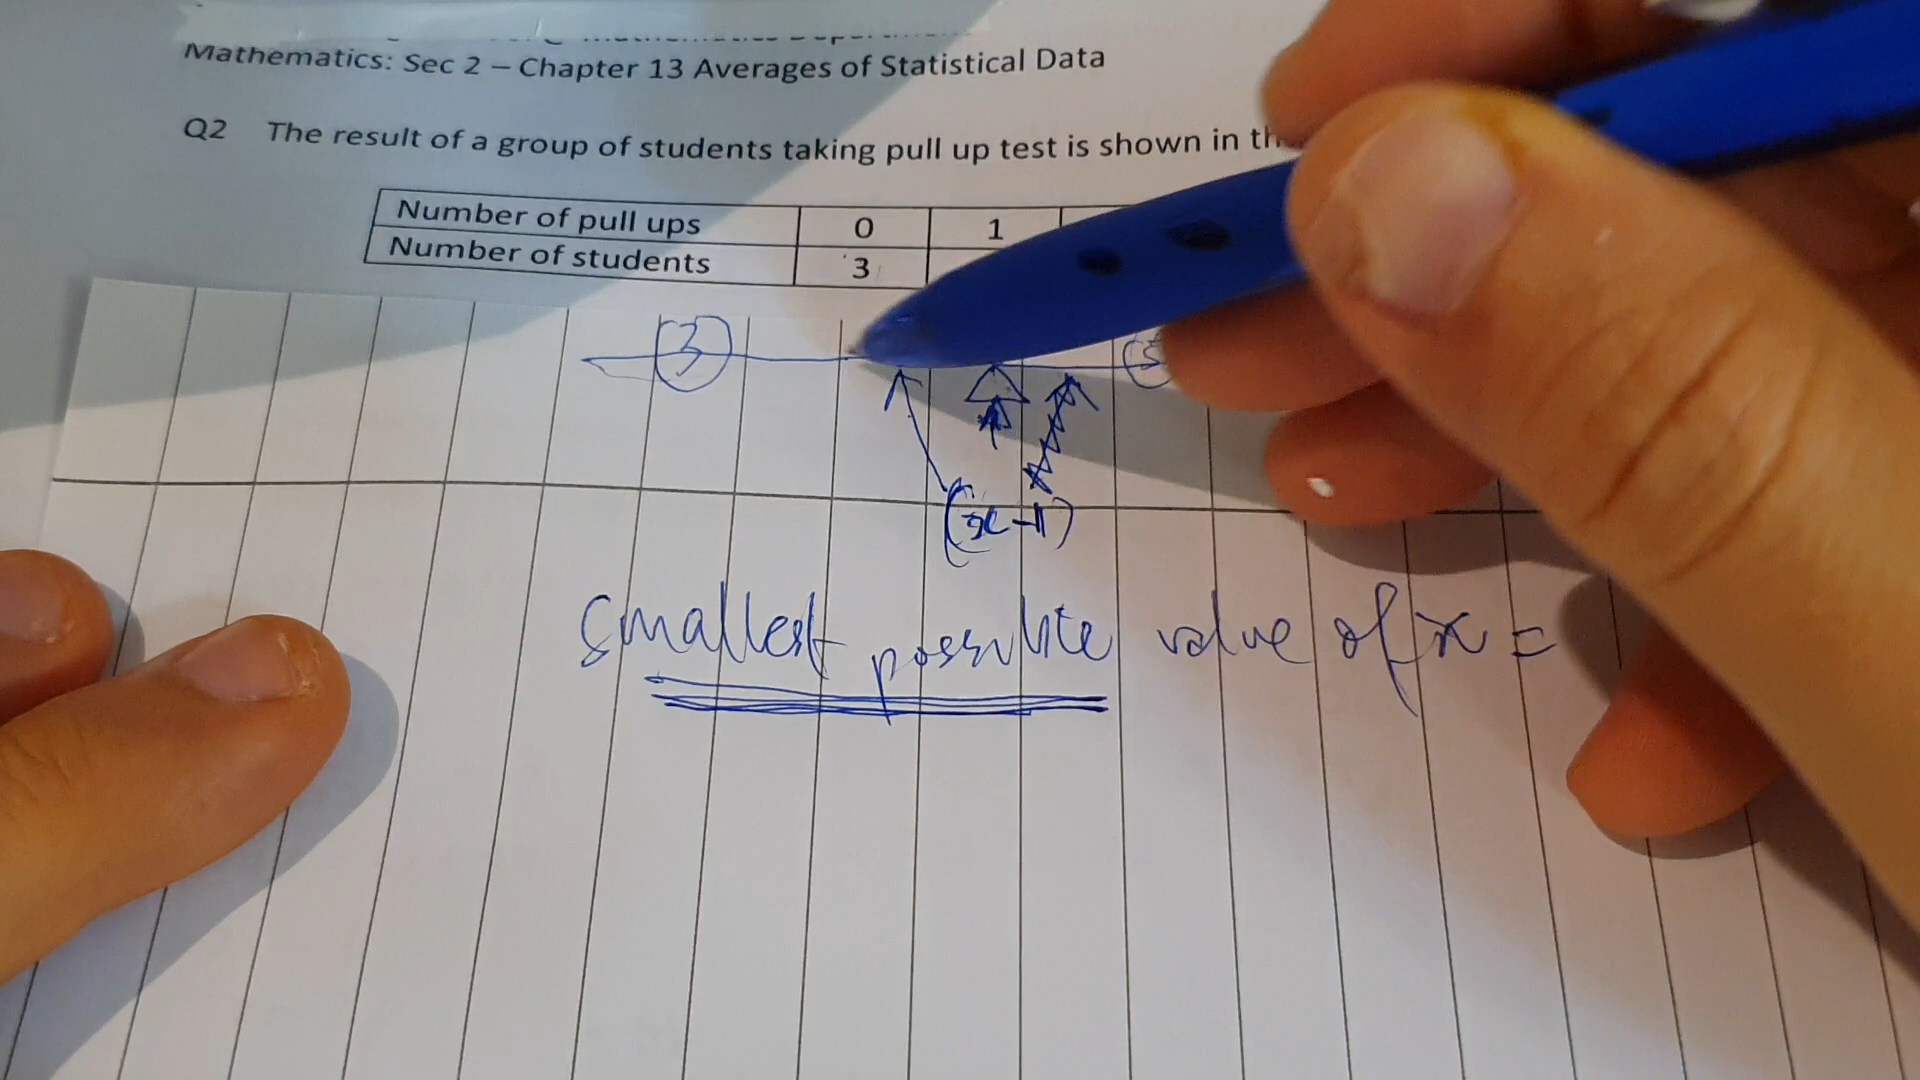 Mathematics: Sec 2 – Chapter 13 Averages of Statistical Data
Q2 The result of a group of students taking pull up test is shown in
Number of pull ups 0 1
Number of students 3
3 5
(x-1)
smallest possible value of x =